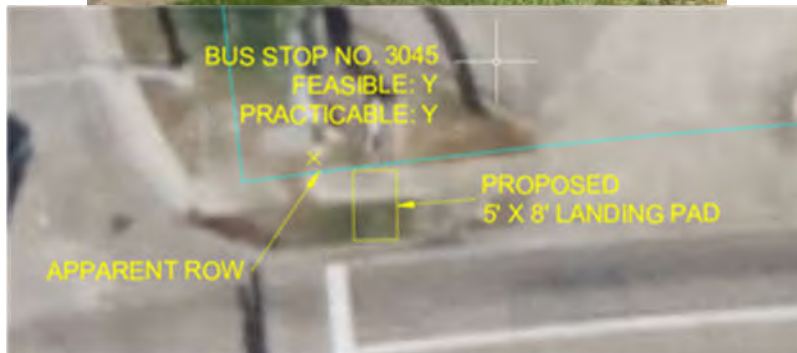 BUS STOP NO. 3045
FEASIBLE: Y
PRACTICABLE: Y
PROPOSED
5' X 8' LANDING PAD
APPARENT ROW